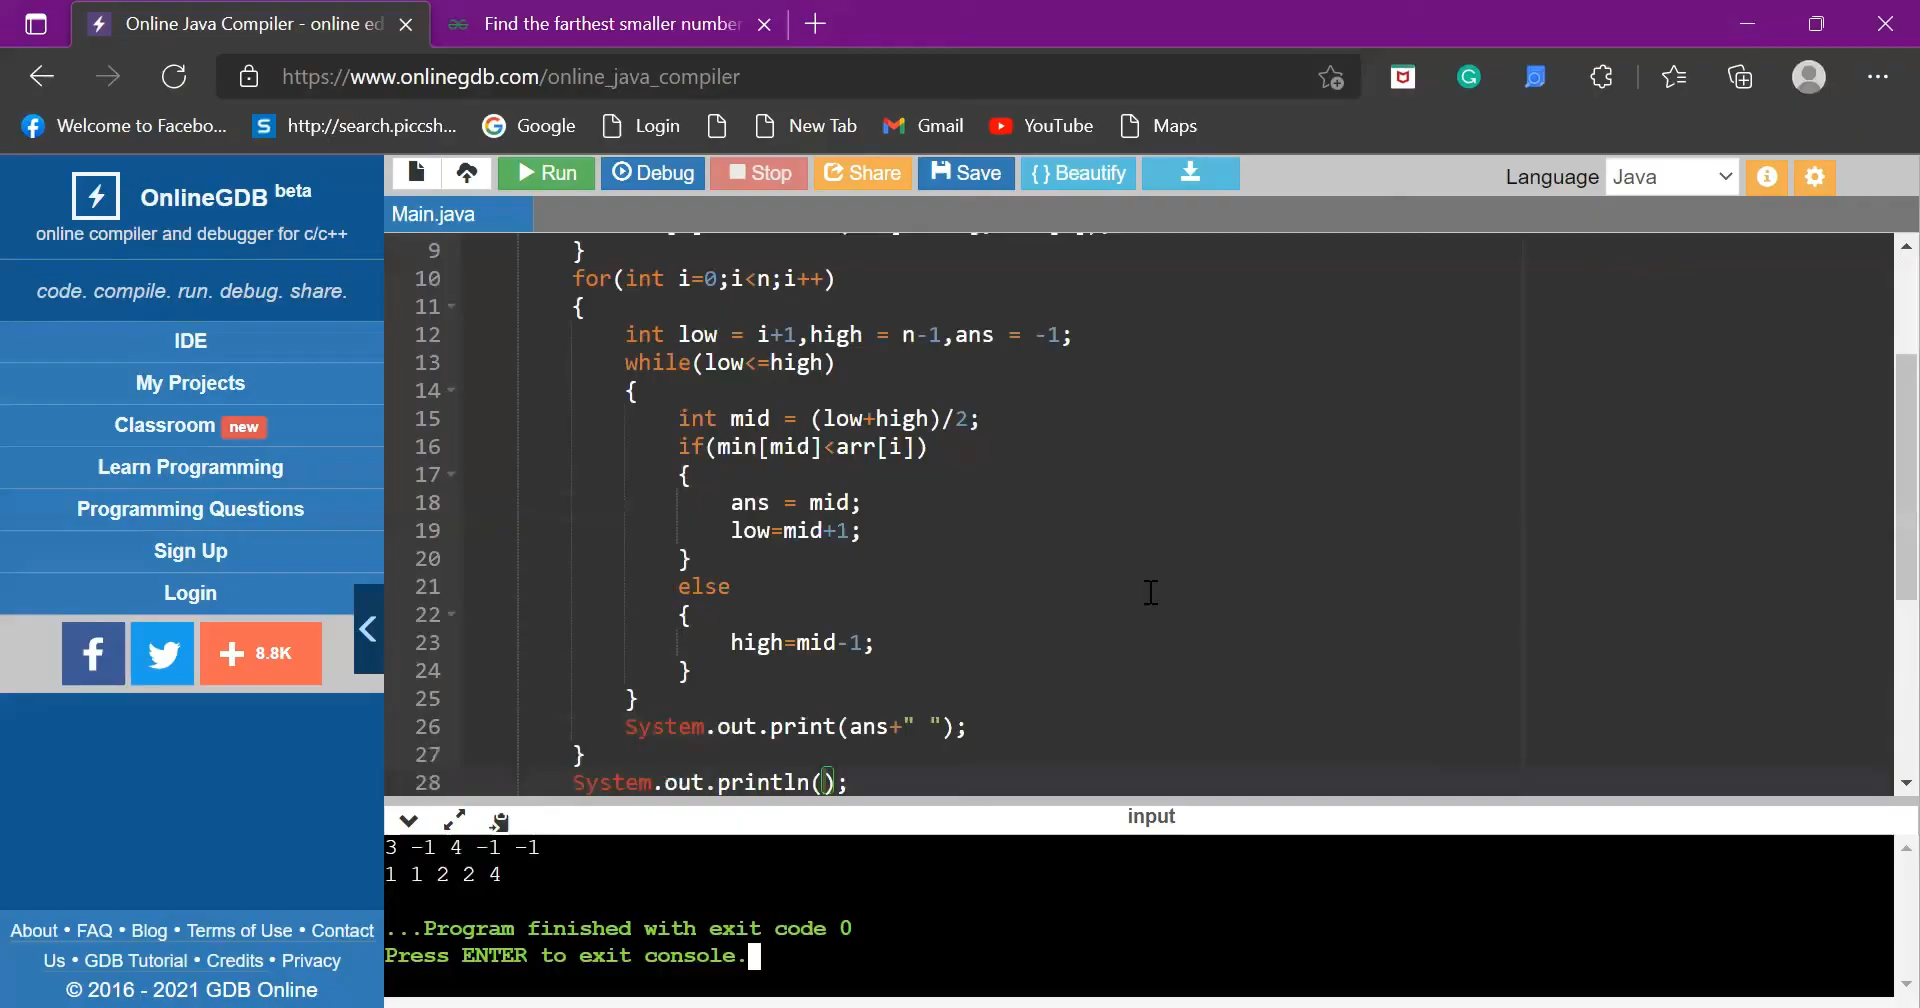 Online Java Compiler - online ed
Find the farthest smaller number
https://www.onlinegdb.com/online_java_compiler
Welcome to Facebo...
http://search.piccsh...
Google
Login
New Tab
Gmail
YouTube
Maps
OnlineGDB beta
online compiler and debugger for c/c++
code. compile. run. debug. share.
IDE
My Projects
Classroom new
Learn Programming
Programming Questions
Sign Up
Login
8.8K
About • FAQ • Blog • Terms of Use • Contact
Us • GDB Tutorial • Credits • Privacy
© 2016 - 2021 GDB Online
Run
Debug
Stop
Share
Save
{ } Beautify
Language Java
Main.java
9 }
10 for(int i=0;i<n;i++)
11 {
12 int low = i+1,high = n-1,ans = -1;
13 while(low<=high)
14 {
15 int mid = (low+high)/2;
16 if(min[mid]<arr[i])
17 {
18 ans = mid;
19 low=mid+1;
20 }
21 else
22 {
23 high=mid-1;
24 }
25 }
26 System.out.print(ans+" ");
27 }
28 System.out.println();
input
3 -1 4 -1 -1
1 1 2 2 4
...Program finished with exit code 0
Press ENTER to exit console.